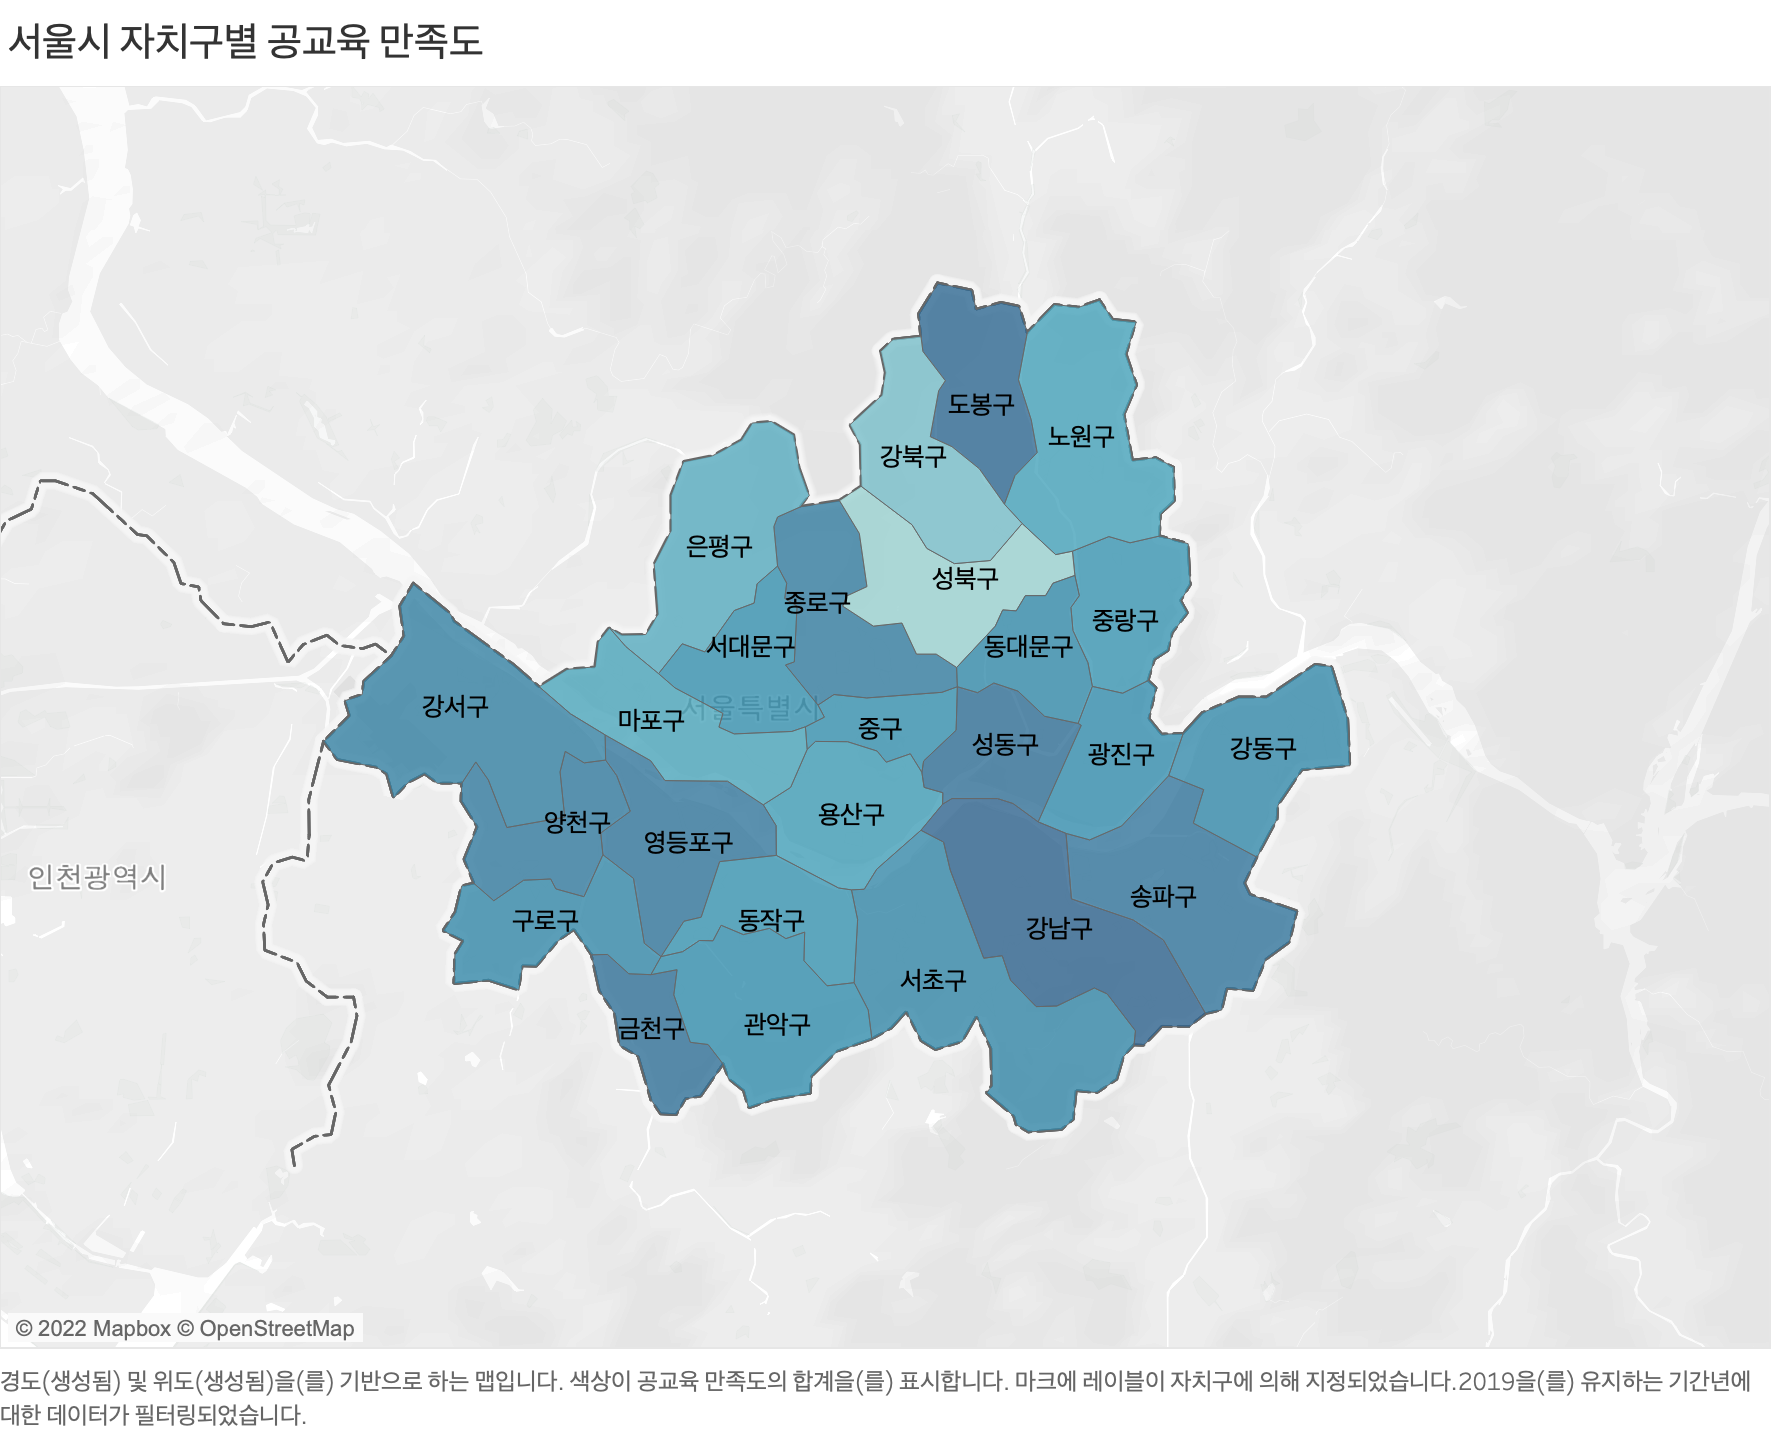 서울시 자치구별 공교육 만족도
도봉구
노원구
강북구
은평구
성북구
종로구
중랑구
서대문구
동대문구
강서구
서울특별시
마포구
중구
성동구
광진구
강동구
용산구
양천구
영등포구
인천광역시
송파구
구로구
동작구
강남구
서초구
금천구
관악구
© 2022 Mapbox © OpenStreetMap
경도(생성됨) 및 위도(생성됨)을(를) 기반으로 하는 맵입니다. 색상이 공교육 만족도의 합계을(를) 표시합니다. 마크에 레이블이 자치구에 의해 지정되었습니다.2019을(를) 유지하는 기간년에
대한 데이터가 필터링되었습니다.